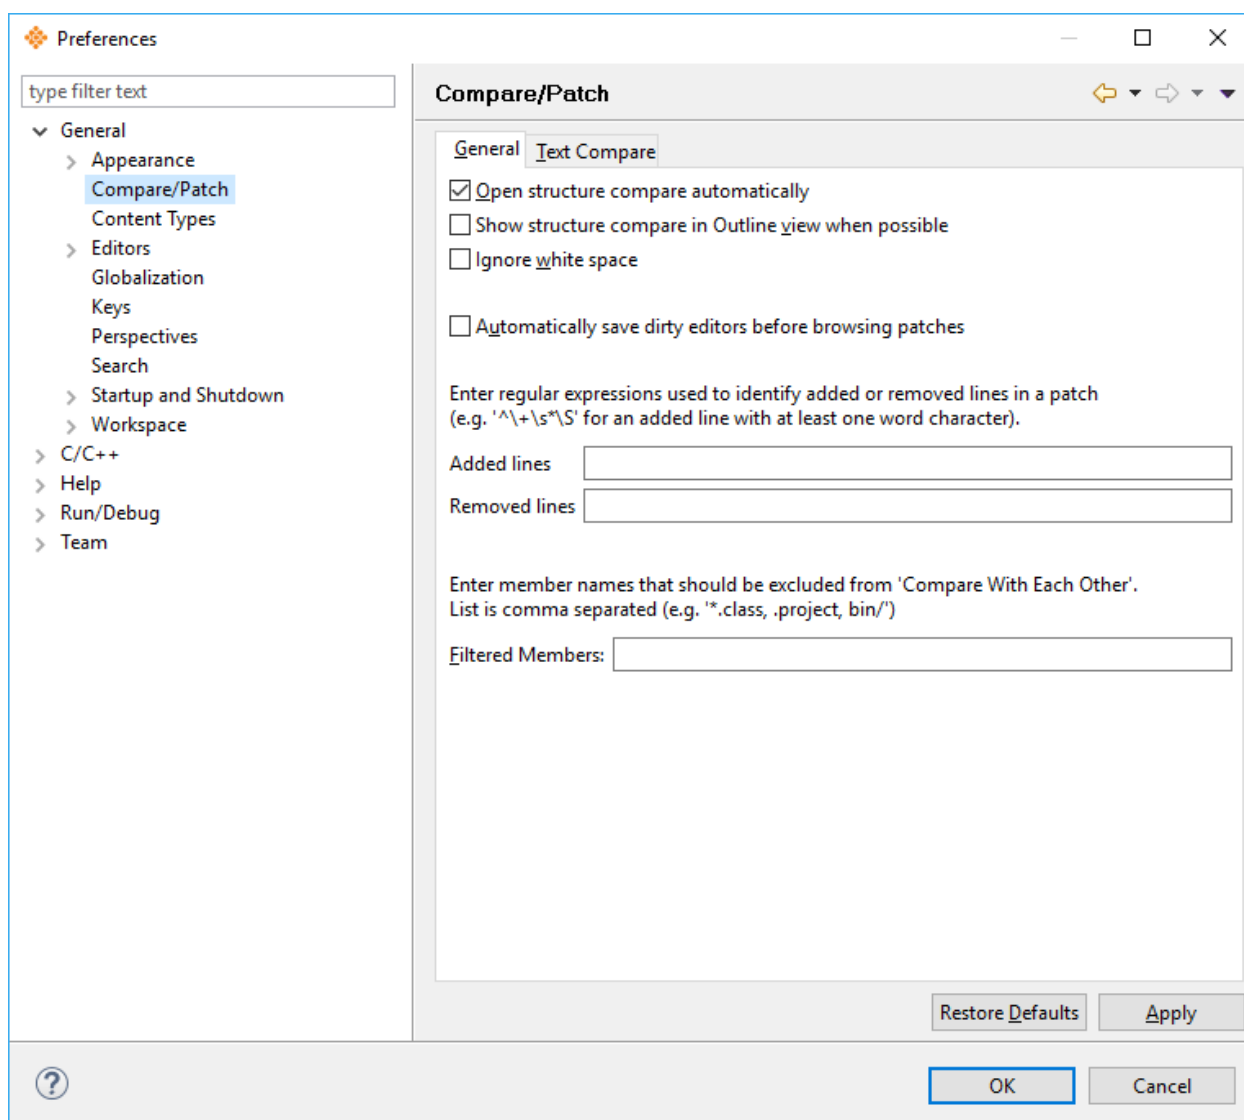 Preferences
type filter text
General
Appearance
Compare/Patch
Content Types
Editors
Globalization
Keys
Perspectives
Search
Startup and Shutdown
Workspace
C/C++
Help
Run/Debug
Team
Compare/Patch
General
Text Compare
Open structure compare automatically
Show structure compare in Outline view when possible
Ignore white space
Automatically save dirty editors before browsing patches
Enter regular expressions used to identify added or removed lines in a patch
(e.g. '^\+\s*\S' for an added line with at least one word character).
Added lines
Removed lines
Enter member names that should be excluded from 'Compare With Each Other'.
List is comma separated (e.g. '*.class, .project, bin/')
Filtered Members:
Restore Defaults
Apply
?
OK
Cancel